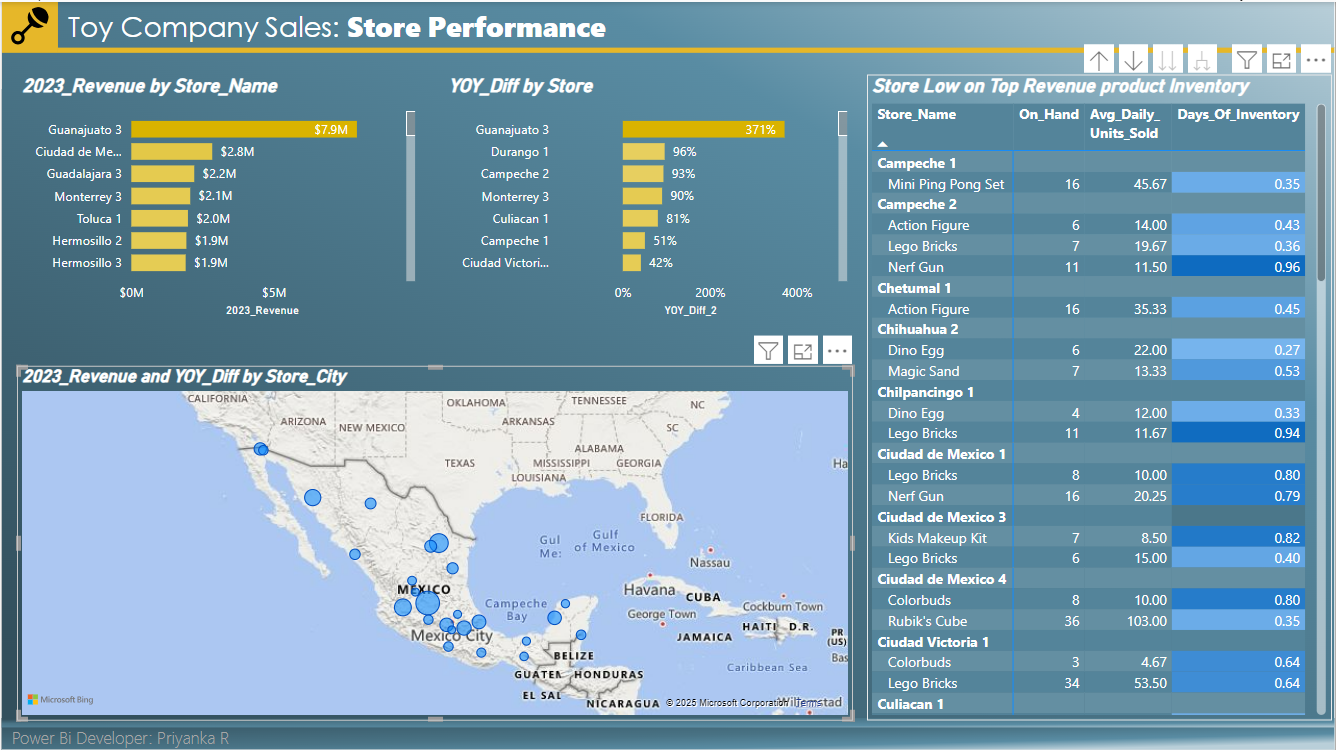 Toy Company Sales: Store Performance
2023_Revenue by Store_Name
Guanajuato 3 $7.9M
Ciudad de Me... $2.8M
Guadalajara 3 $2.2M
Monterrey 3 $2.1M
Toluca 1 $2.0M
Hermosillo 2 $1.9M
Hermosillo 3 $1.9M
$0M $5M
2023_Revenue
YOY_Diff by Store
Guanajuato 3 371%
Durango 1 96%
Campeche 2 93%
Monterrey 3 90%
Culiacan 1 81%
Campeche 1 51%
Ciudad Victori... 42%
0% 200% 400%
YOY_Diff_2
2023_Revenue and YOY_Diff by Store_City
CALIFORNIA
OKLAHOMA
TENNESSEE
NC
ARIZONA
NEW MEXICO
ARKANSAS
SC
ALABAMA
TEXAS
MISSISSIPPI
GEORGIA
LOUISIANA
Ha
FLORIDA
Gul
Me:
Gulf
of Mexico
Nassau
MEXICO
Havana
CUBA
Campeche
Bay
George Town
Cockburn Town
HAITI
D.R.
PR
(US)
Mexico City
JAMAICA
Bas
BELIZE
Caribbean Sea
GUATEM
HONDURAS
EL SAL
NICARAGUA
Microsoft Bing
© 2025 Microsoft Corporation Terms
Store Low on Top Revenue product Inventory
Store_Name On_Hand Avg_Daily_ Days_Of_Inventory
Units_Sold
Campeche 1
Mini Ping Pong Set 16 45.67 0.35
Campeche 2
Action Figure 6 14.00 0.43
Lego Bricks 7 19.67 0.36
Nerf Gun 11 11.50 0.96
Chetumal 1
Action Figure 16 35.33 0.45
Chihuahua 2
Dino Egg 6 22.00 0.27
Magic Sand 7 13.33 0.53
Chilpancingo 1
Dino Egg 4 12.00 0.33
Lego Bricks 11 11.67 0.94
Ciudad de Mexico 1
Lego Bricks 8 10.00 0.80
Nerf Gun 16 20.25 0.79
Ciudad de Mexico 3
Kids Makeup Kit 7 8.50 0.82
Lego Bricks 6 15.00 0.40
Ciudad de Mexico 4
Colorbuds 8 10.00 0.80
Rubik's Cube 36 103.00 0.35
Ciudad Victoria 1
Colorbuds 3 4.67 0.64
Lego Bricks 34 53.50 0.64
Culiacan 1
Power Bi Developer: Priyanka R